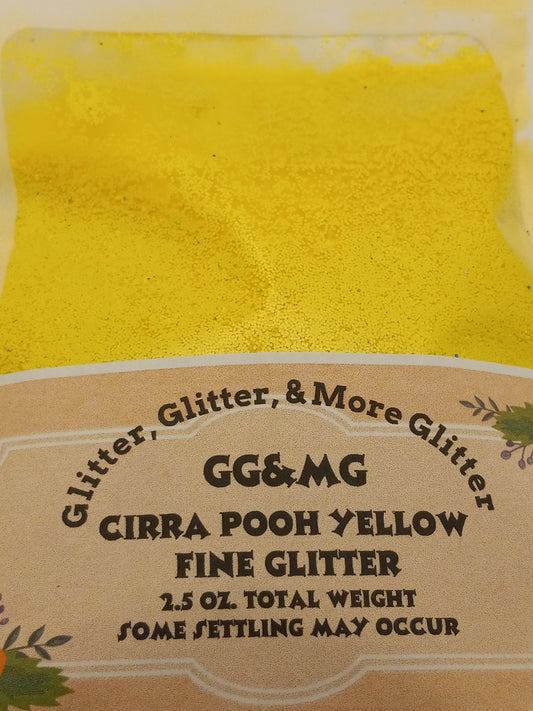 Glitter, Glitter, & More Glitter
GG&MG
CIRRA POOH YELLOW
FINE GLITTER
2.5 OZ. TOTAL WEIGHT
SOME SETTLING MAY OCCUR